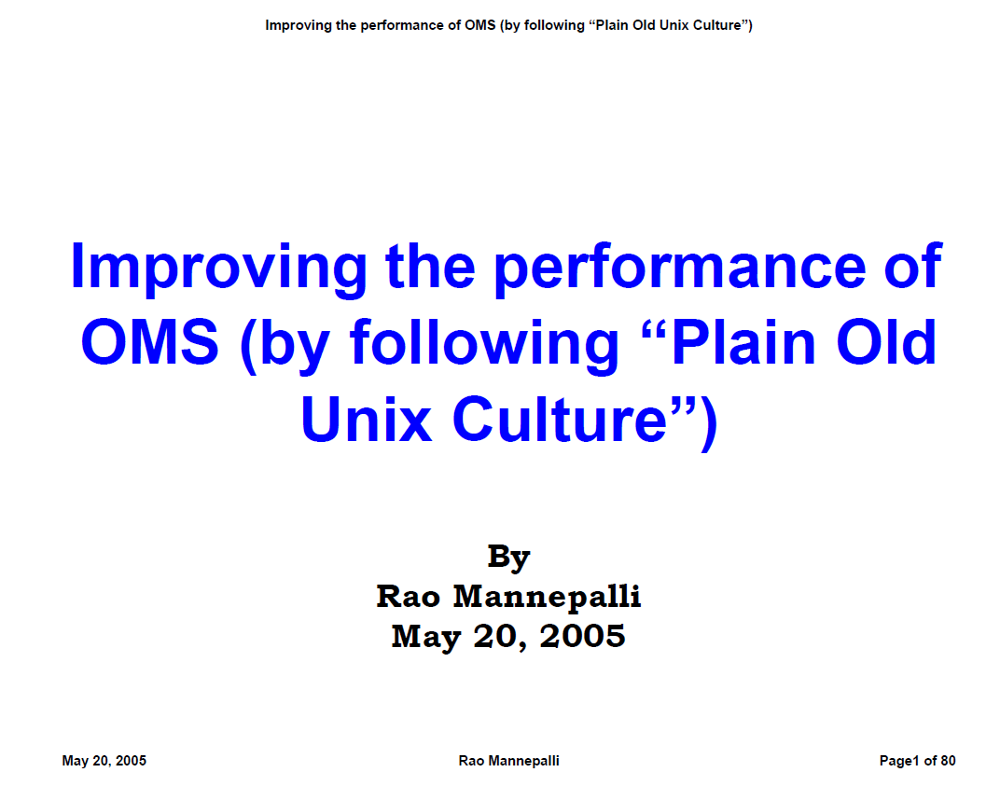 Improving the performance of OMS (by following “Plain Old Unix Culture”)
Improving the performance of
OMS (by following “Plain Old
Unix Culture”)
By
Rao Mannepalli
May 20, 2005
May 20, 2005 Rao Mannepalli Page1 of 80